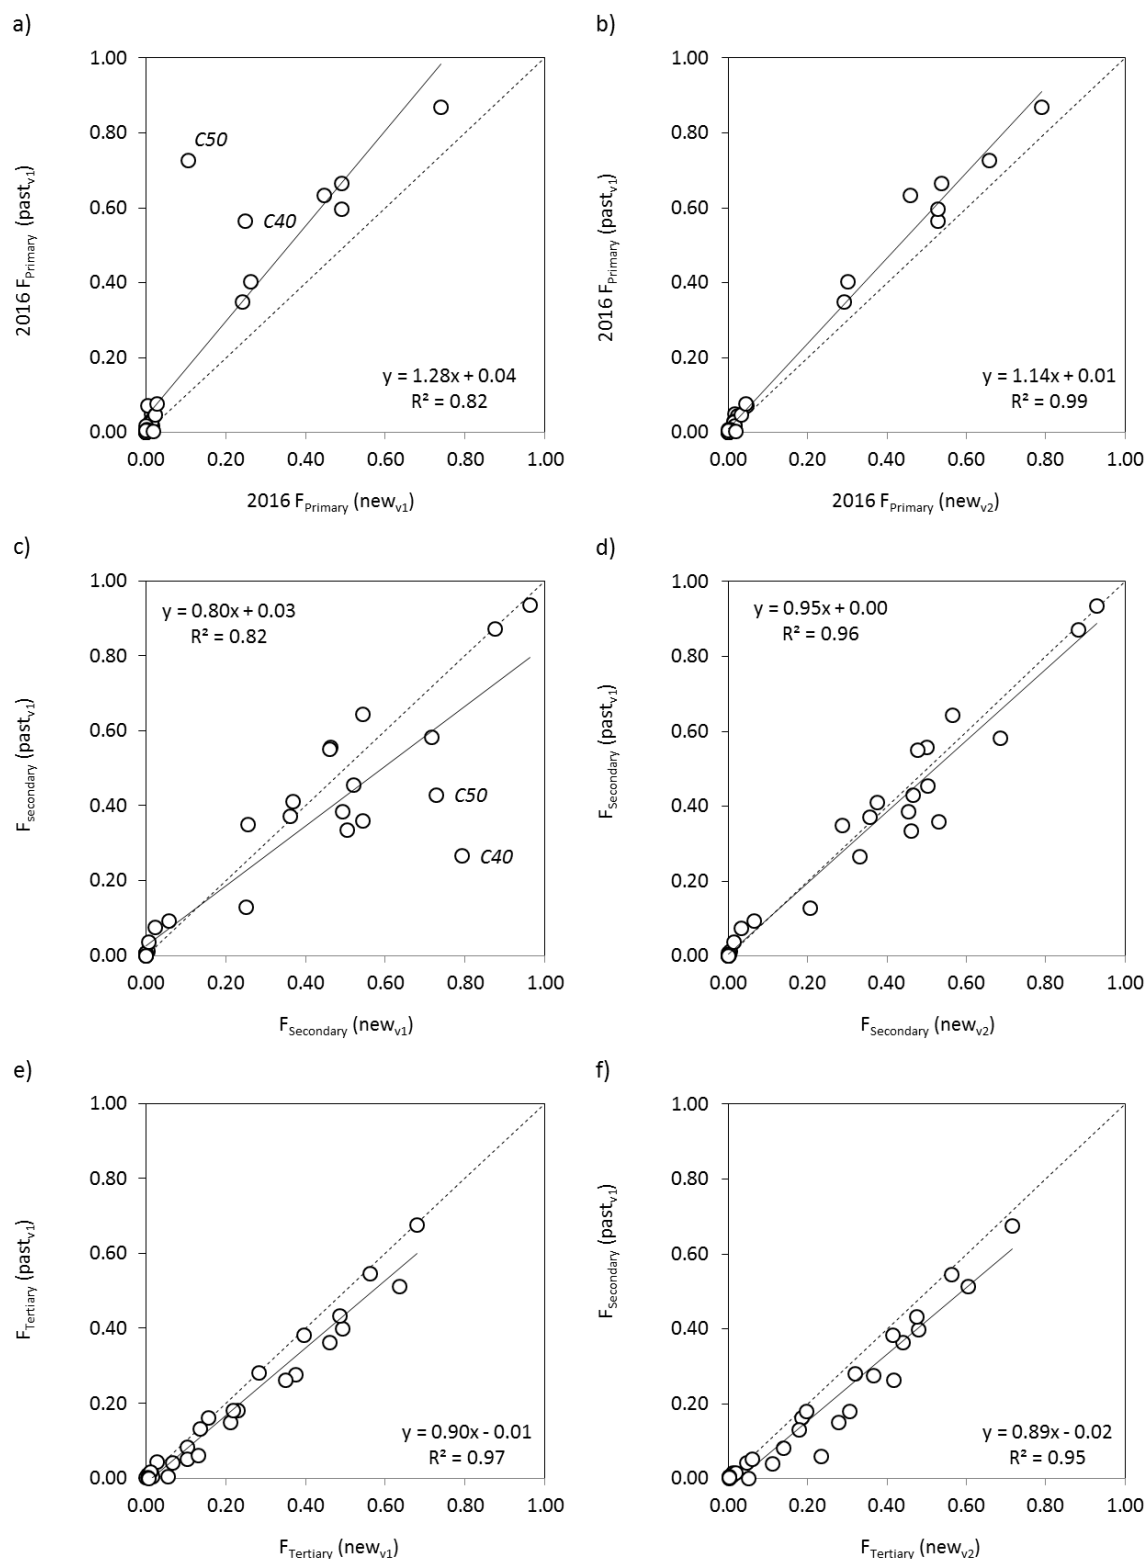 a)
1.00
0.80
0.60
0.40
0.20
0.00
2016 FPrimary (pastv1)
C50
C40
y = 1.28x + 0.04
R² = 0.82
0.00 0.20 0.40 0.60 0.80 1.00
2016 FPrimary (newv1)
b)
1.00
0.80
0.60
0.40
0.20
0.00
2016 FPrimary (pastv1)
y = 1.14x + 0.01
R² = 0.99
0.00 0.20 0.40 0.60 0.80 1.00
2016 FPrimary (newv2)
c)
1.00
0.80
0.60
0.40
0.20
0.00
Fsecondary (pastv1)
y = 0.80x + 0.03
R² = 0.82
C50
C40
0.00 0.20 0.40 0.60 0.80 1.00
FSecondary (newv1)
d)
1.00
0.80
0.60
0.40
0.20
0.00
FSecondary (pastv1)
y = 0.95x + 0.00
R² = 0.96
0.00 0.20 0.40 0.60 0.80 1.00
FSecondary (newv2)
e)
1.00
0.80
0.60
0.40
0.20
0.00
FTertiary (pastv1)
y = 0.90x - 0.01
R² = 0.97
0.00 0.20 0.40 0.60 0.80 1.00
FTertiary (newv1)
f)
1.00
0.80
0.60
0.40
0.20
0.00
FSecondary (pastv1)
y = 0.89x - 0.02
R² = 0.95
0.00 0.20 0.40 0.60 0.80 1.00
FTertiary (newv2)